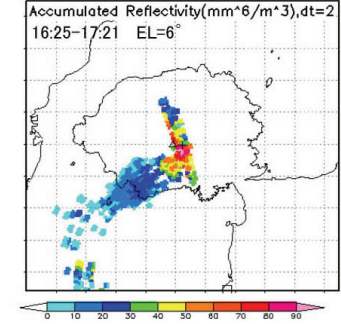 Accumulated Reflectivity(mm^6/m^3),dt=2
16:25-17:21 EL=6°
0 10 20 30 40 50 60 70 80 90